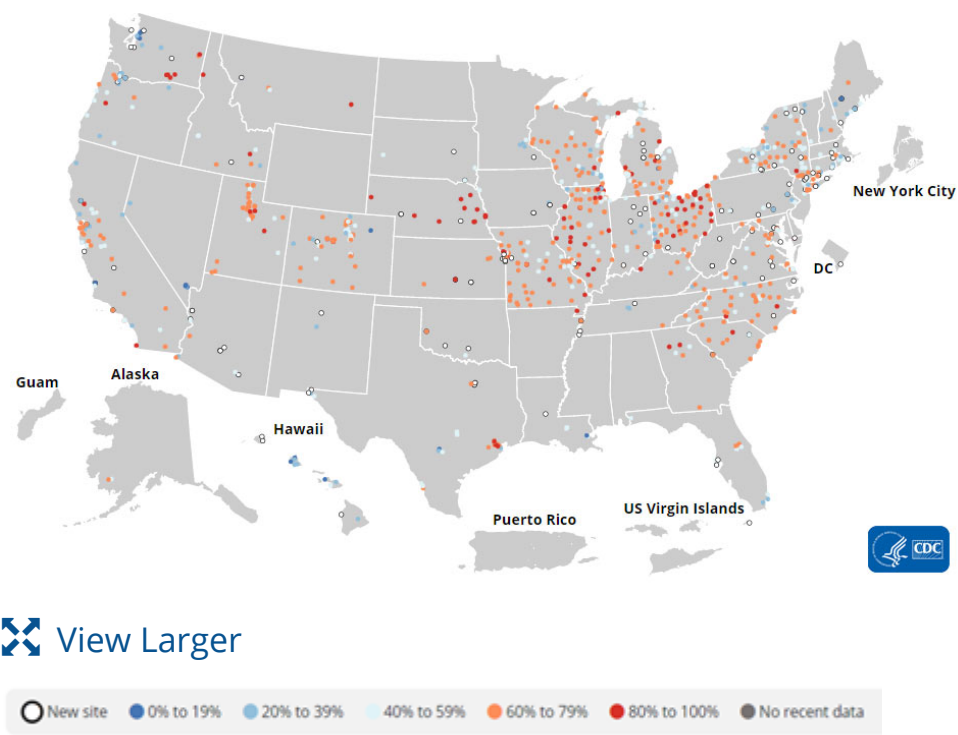 New York City
DC
Guam
Alaska
Hawaii
US Virgin Islands
Puerto Rico
CDC
View Larger
New site 0% to 19% 20% to 39% 40% to 59% 60% to 79% 80% to 100% No recent data